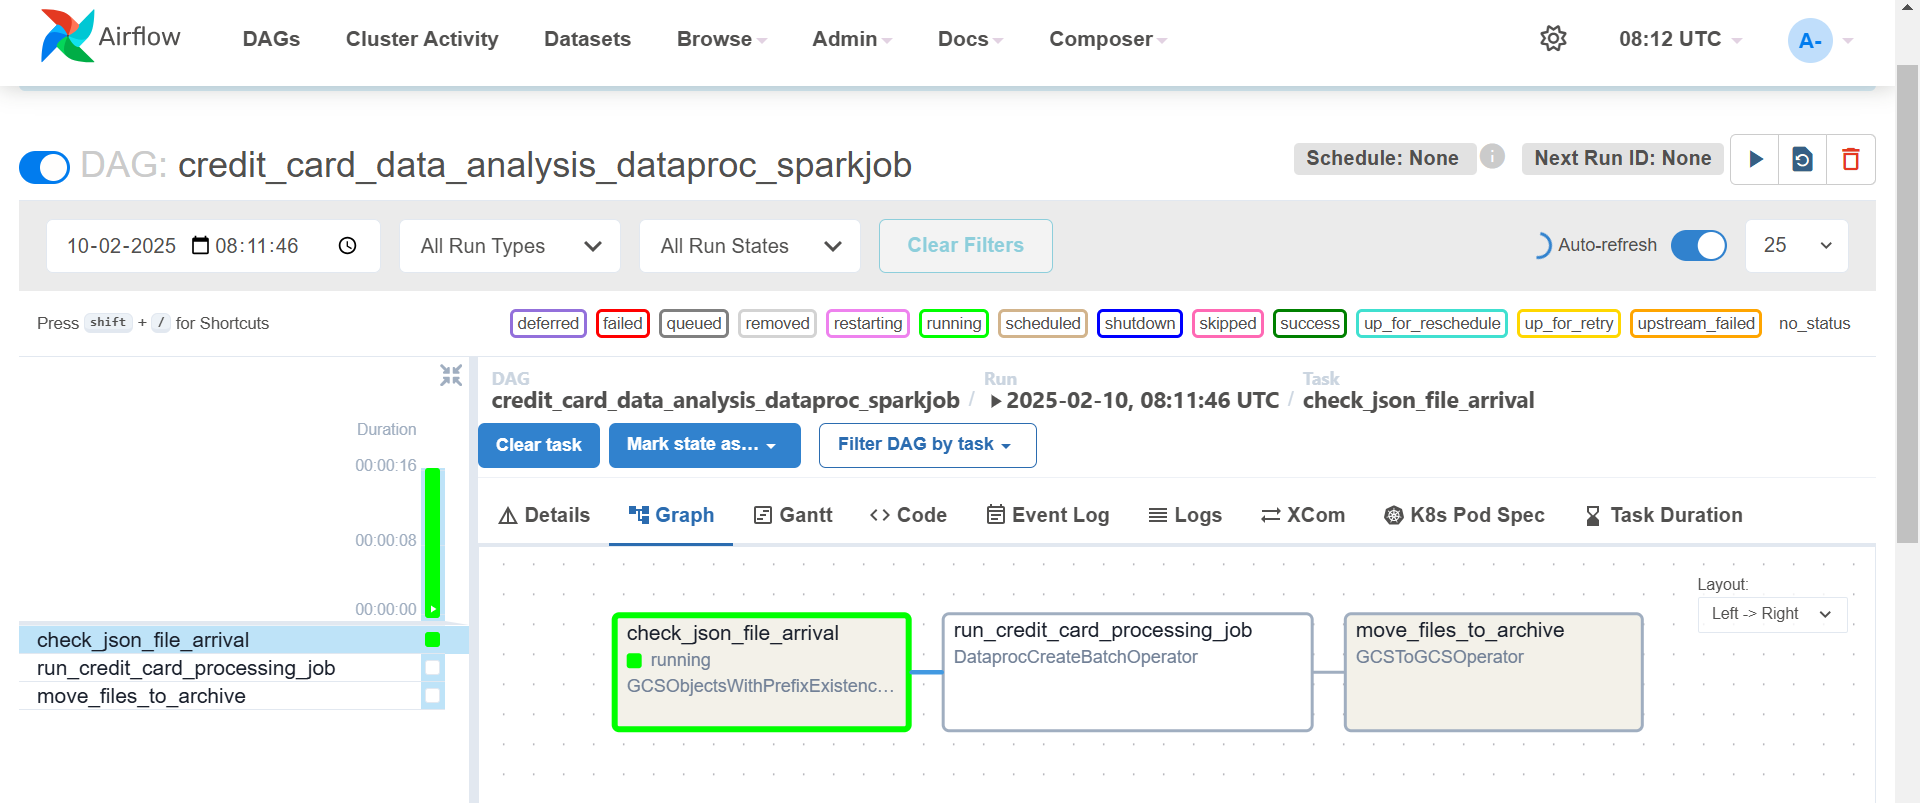 Airflow
DAGs Cluster Activity Datasets Browse Admin Docs Composer 08:12 UTC A-
DAG: credit_card_data_analysis_dataproc_sparkjob
Schedule: None i Next Run ID: None
10-02-2025 08:11:46 All Run Types All Run States Clear Filters Auto-refresh 25
Press shift + / for Shortcuts
deferred failed queued removed restarting running scheduled shutdown skipped success up_for_reschedule up_for_retry upstream_failed no_status
DAG Run Task
credit_card_data_analysis_dataproc_sparkjob / 2025-02-10, 08:11:46 UTC / check_json_file_arrival
Clear task Mark state as... Filter DAG by task
Duration
00:00:16
00:00:08
00:00:00
check_json_file_arrival
run_credit_card_processing_job
move_files_to_archive
Details Graph Gantt <> Code Event Log Logs XCom K8s Pod Spec Task Duration
Layout:
Left -> Right
check_json_file_arrival
running
GCSObjectsWithPrefixExistenc...
run_credit_card_processing_job
DataprocCreateBatchOperator
move_files_to_archive
GCSToGCSOperator